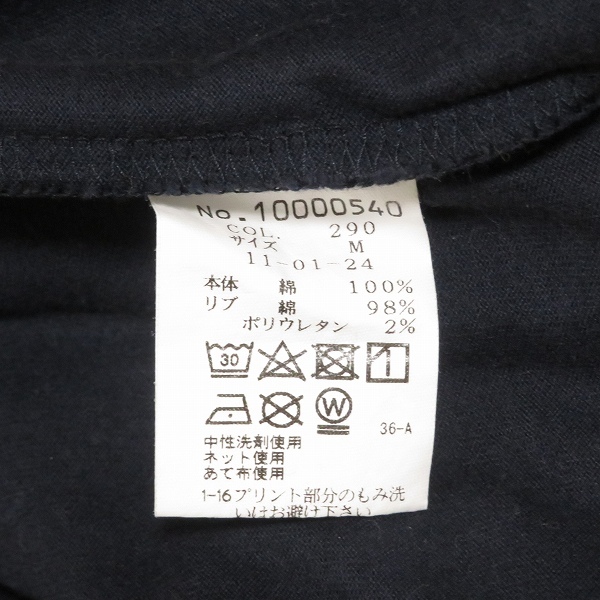 No.10000540
COL. 290
サイズ M
11-01-24
本体 綿 100%
リブ 綿 98%
ポリウレタン 2%
30
W
36-A
中性洗剤使用
ネット使用
あて布使用
1-16プリント部分のもみ洗
いはお避け下さい